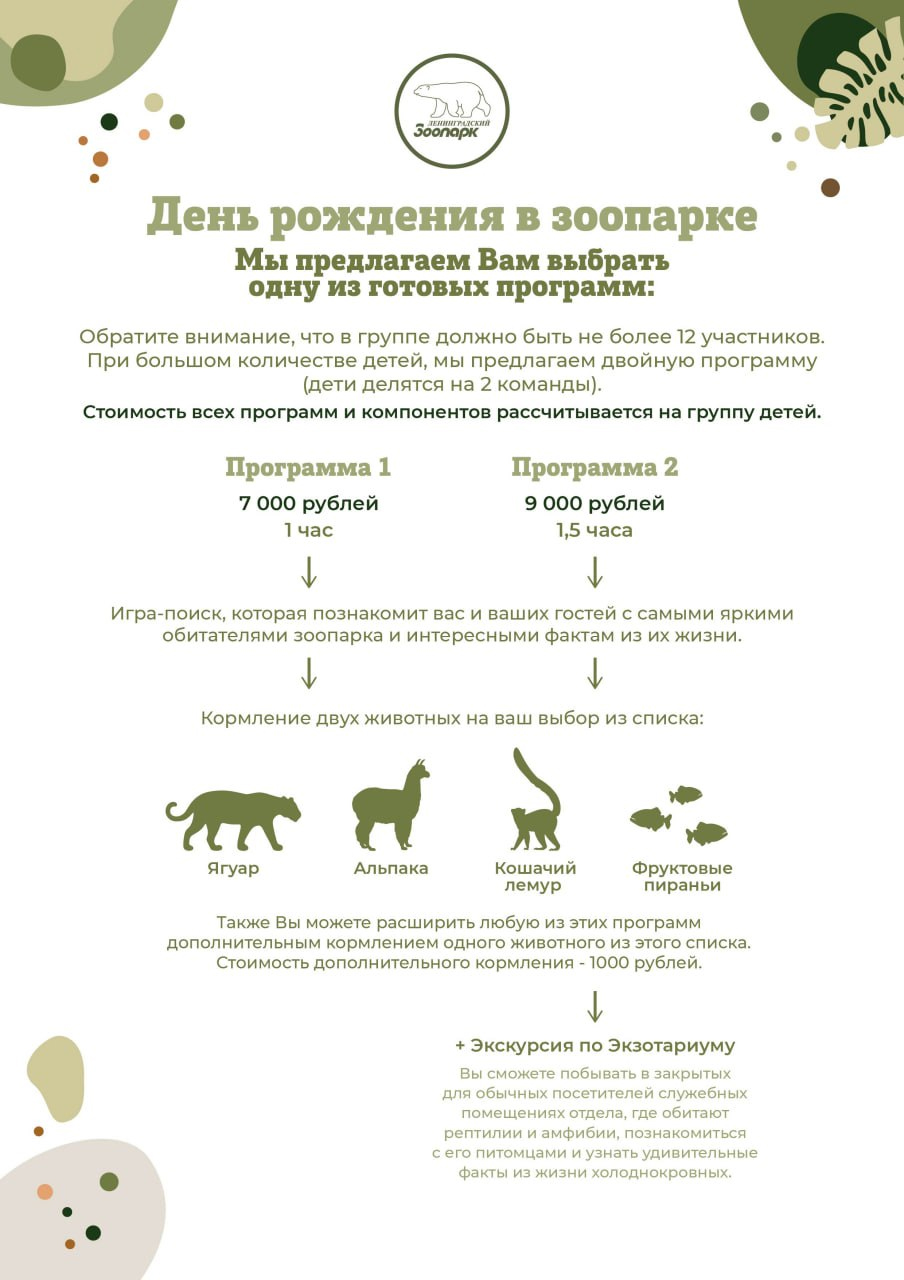 ЛЕНИНГРАДСКИЙ
Зоопарк
День рождения в зоопарке
Мы предлагаем Вам выбрать
одну из готовых программ:
Обратите внимание, что в группе должно быть не более 12 участников.
При большом количестве детей, мы предлагаем двойную программу
(дети делятся на 2 команды).
Стоимость всех программ и компонентов рассчитывается на группу детей.
Программа 1
7 000 рублей
1 час
Программа 2
9 000 рублей
1,5 часа
Игра-поиск, которая познакомит вас и ваших гостей с самыми яркими
обитателями зоопарка и интересными фактам из их жизни.
Кормление двух животных на ваш выбор из списка:
Ягуар
Альпака
Кошачий
лемур
Фруктовые
пираньи
Также Вы можете расширить любую из этих программ
дополнительным кормлением одного животного из этого списка.
Стоимость дополнительного кормления - 1000 рублей.
+ Экскурсия по Экзотариуму
Вы сможете побывать в закрытых
для обычных посетителей служебных
помещениях отдела, где обитают
рептилии и амфибии, познакомиться
с его питомцами и узнать удивительные
факты из жизни холоднокровных.